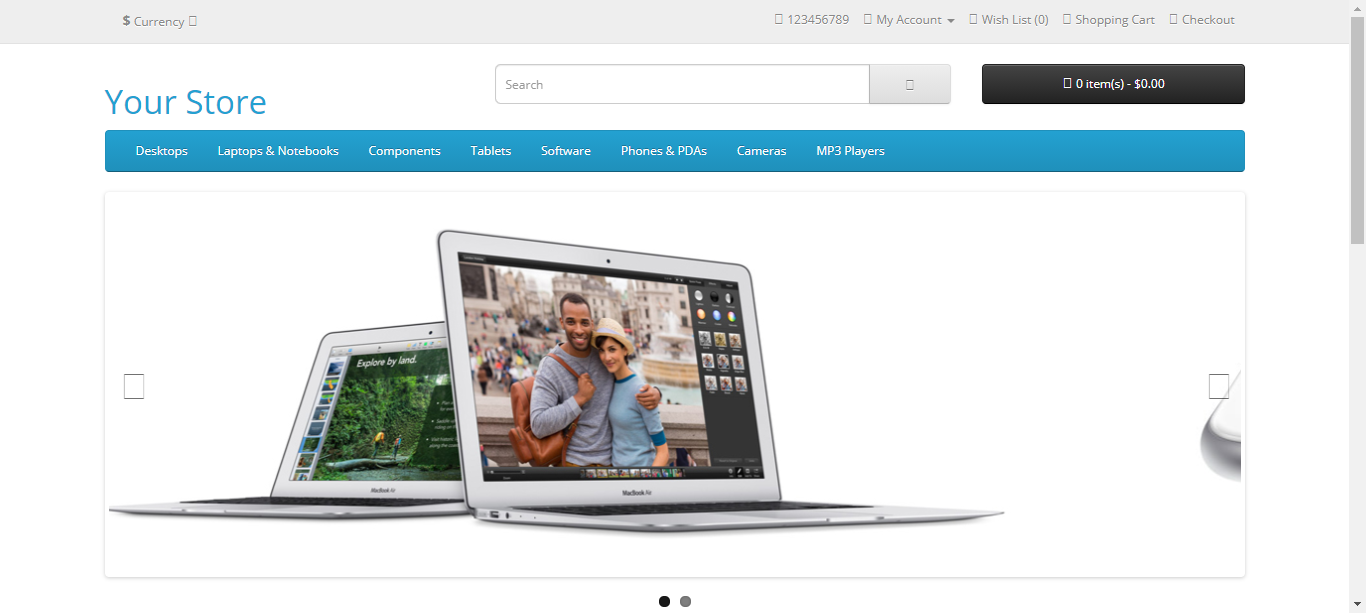 $ Currency
123456789 My Account Wish List (0) Shopping Cart Checkout
Your Store
Search
0 item(s) - $0.00
Desktops Laptops & Notebooks Components Tablets Software Phones & PDAs Cameras MP3 Players
Explore by land.
MacBook Air
MacBook Air